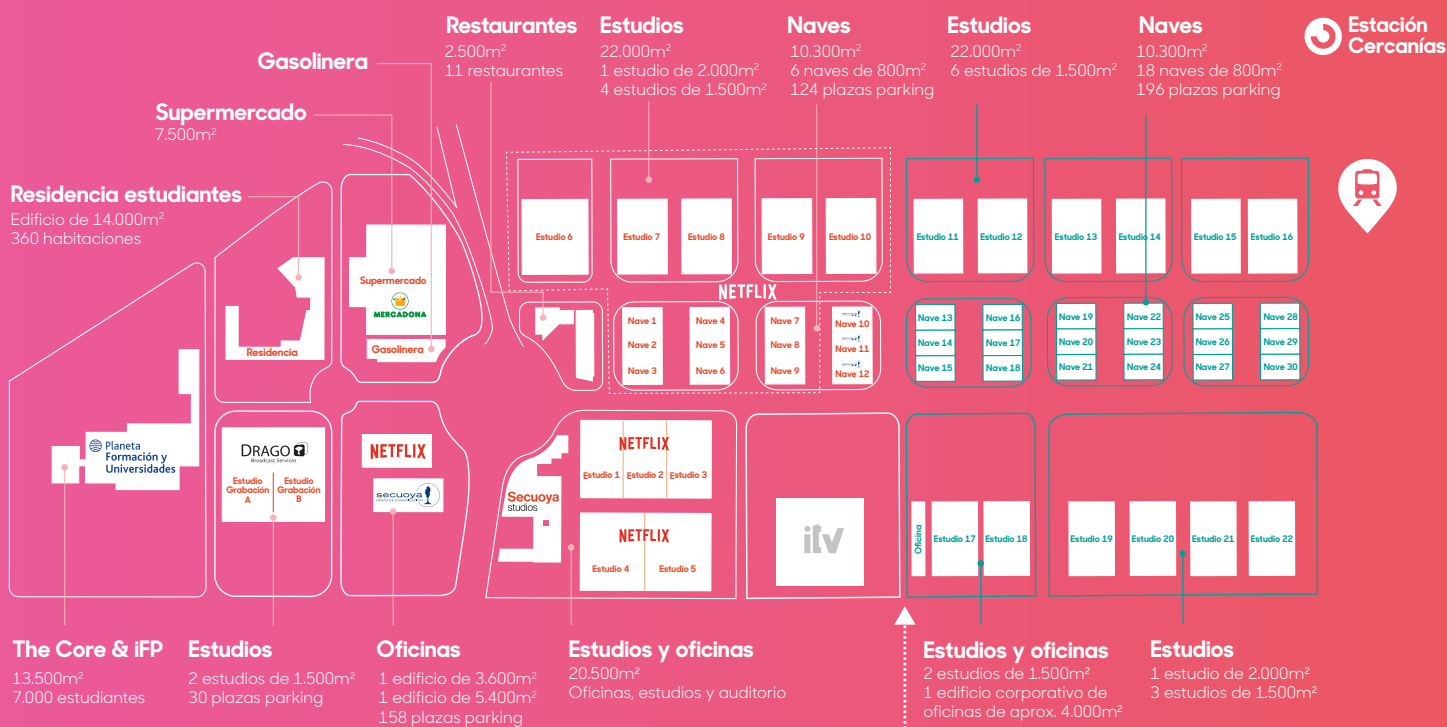 Restaurantes
2.500m²
11 restaurantes
Estudios
22.000m²
1 estudio de 2.000m²
4 estudios de 1.500m²
Naves
10.300m²
6 naves de 800m²
124 plazas parking
Estudios
22.000m²
6 estudios de 1.500m²
Naves
10.300m²
18 naves de 800m²
196 plazas parking
Estación
Cercanías
Gasolinera
Supermercado
7.500m²
Residencia estudiantes
Edificio de 14.000m²
360 habitaciones
Estudio 6
Estudio 7
Estudio 8
Estudio 9
Estudio 10
Estudio 11
Estudio 12
Estudio 13
Estudio 14
Estudio 15
Estudio 16
Supermercado
MERCADONA
Gasolinera
Residencia
NETFLIX
Nave 1
Nave 2
Nave 3
Nave 4
Nave 5
Nave 6
Nave 7
Nave 8
Nave 9
Nave 10
Nave 11
Nave 12
Nave 13
Nave 14
Nave 15
Nave 16
Nave 17
Nave 18
Nave 19
Nave 20
Nave 21
Nave 22
Nave 23
Nave 24
Nave 25
Nave 26
Nave 27
Nave 28
Nave 29
Nave 30
Planeta
Formación y
Universidades
DRAGO
Broadcast Services
Estudio
Grabación
A
Estudio
Grabación
B
NETFLIX
secuoya
GRUPO DE COMUNICACIÓN
Secuoya
studios
NETFLIX
Estudio 1
Estudio 2
Estudio 3
NETFLIX
Estudio 4
Estudio 5
itv
Oficina
Estudio 17
Estudio 18
Estudio 19
Estudio 20
Estudio 21
Estudio 22
The Core & iFP
13.500m²
7.000 estudiantes
Estudios
2 estudios de 1.500m²
30 plazas parking
Oficinas
1 edificio de 3.600m²
1 edificio de 5.400m²
158 plazas parking
Estudios y oficinas
20.500m²
Oficinas, estudios y auditorio
Estudios y oficinas
2 estudios de 1.500m²
1 edificio corporativo de
oficinas de aprox. 4.000m²
Estudios
1 estudio de 2.000m²
3 estudios de 1.500m²